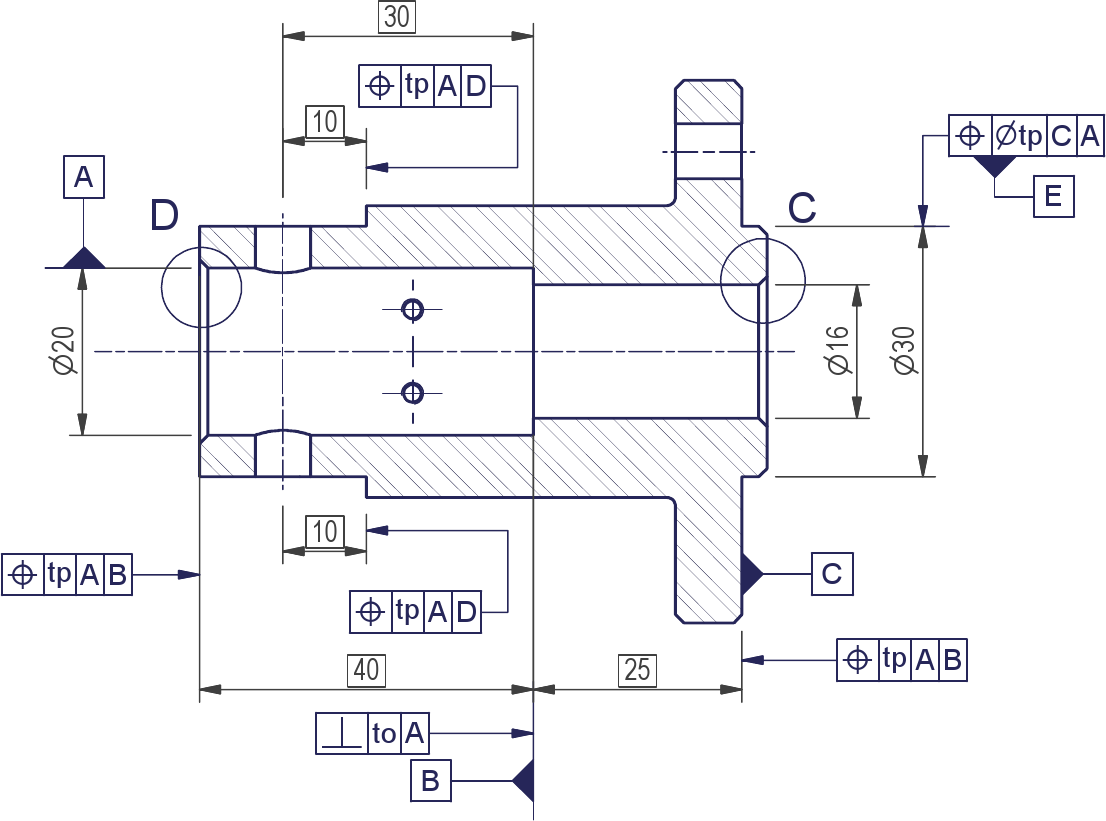 30
⌖ tp A D
10
⌖ Øtp C A
A
E
D
C
Ø20
Ø16
Ø30
10
⌖ tp A B
C
⌖ tp A D
⌖ tp A B
40
25
⊥ to A
B